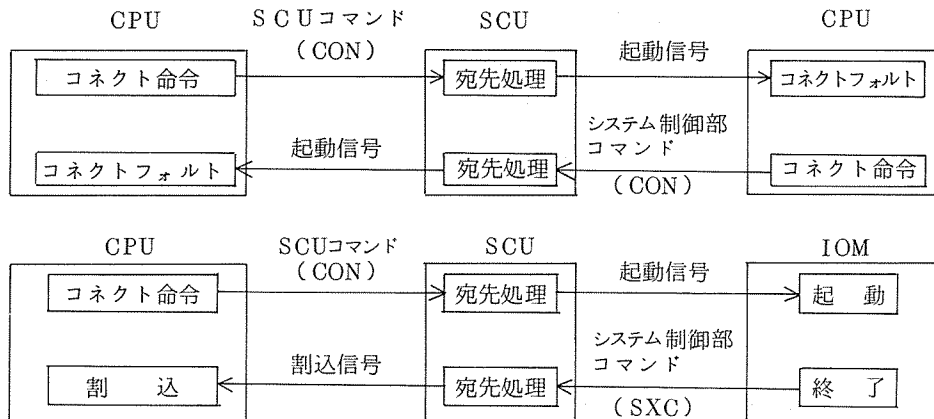 CPU
SCUコマンド
(CON)
SCU
CPU
コネクト命令
宛先処理
起動信号
コネクトフォルト
コネクトフォルト
起動信号
宛先処理
システム制御部
コマンド
(CON)
コネクト命令
CPU
SCUコマンド
(CON)
SCU
IOM
コネクト命令
宛先処理
起動信号
起 動
割 込
割込信号
宛先処理
システム制御部
コマンド
(SXC)
終 了